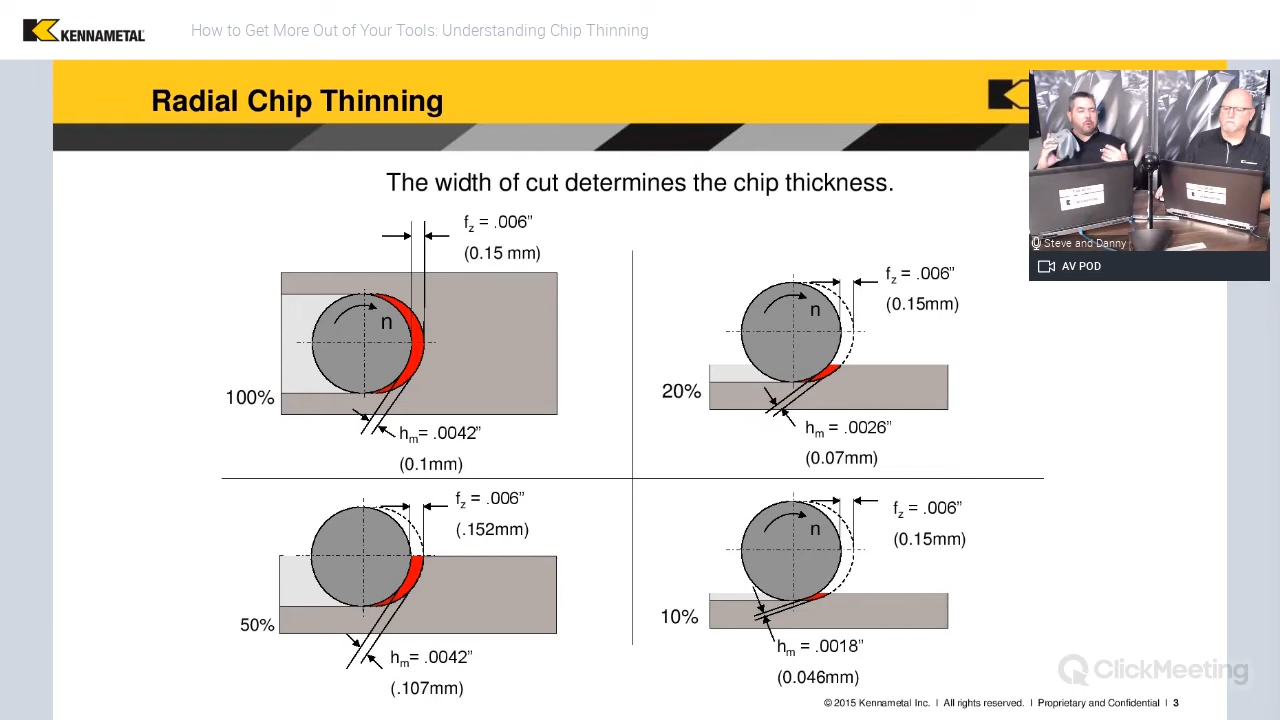 KENNAMETAL
How to Get More Out of Your Tools: Understanding Chip Thinning
Radial Chip Thinning
Steve and Danny
AV POD
The width of cut determines the chip thickness.
fz = .006”
(0.15 mm)
n
100%
hm= .0042”
(0.1mm)
fz = .006”
(0.15mm)
n
20%
hm = .0026”
(0.07mm)
fz = .006”
(.152mm)
50%
hm= .0042”
(.107mm)
fz = .006”
(0.15mm)
n
10%
hm = .0018”
(0.046mm)
ClickMeeting
© 2015 Kennametal Inc. I All rights reserved. I Proprietary and Confidential I 3